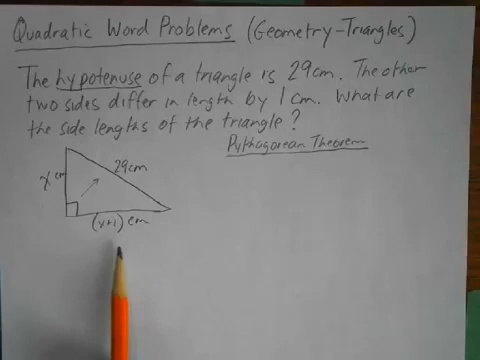 Quadratic Word Problems (Geometry-Triangles)
The hypotenuse of a triangle is 29cm. The other
two sides differ in length by 1cm. What are
the side lengths of the triangle?
Pythagorean Theorem
29cm
x cm
(x+1) cm